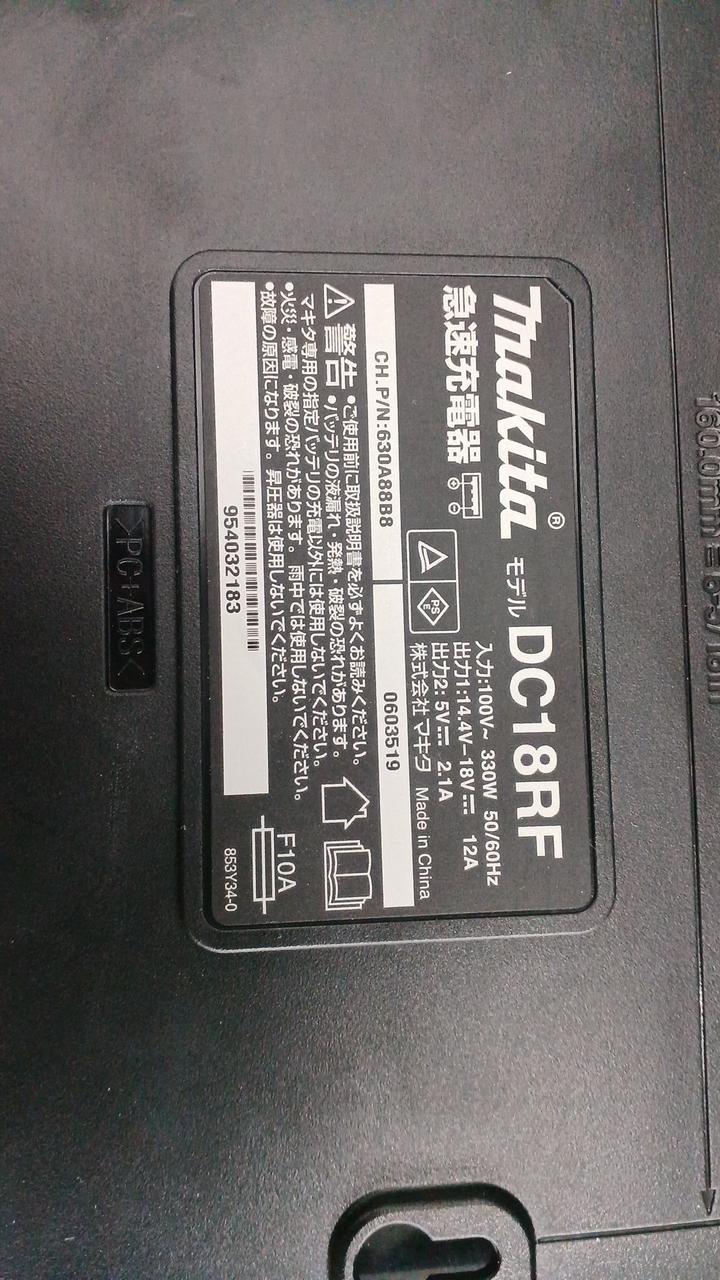 makita®
モデル DC18RF
急速充電器
入力:100V~ 330W 50/60Hz
出力1:14.4V–18V⎓ 12A
出力2: 5V⎓ 2.1A
株式会社 マキタ Made in China
PS
E
CH.P/N:630A88B8
0603519
警告
●ご使用前に取扱説明書を必ずよくお読みください。
●バッテリの液漏れ・発熱・破裂の恐れがあります。
マキタ専用の指定バッテリの充電以外には使用しないでください。
●火災・感電・破裂の恐れがあります。雨中では使用しないでください。
●故障の原因になります。昇圧器は使用しないでください。
954032183
F10A
853Y34-0
>PC+ABS<
160.0mm